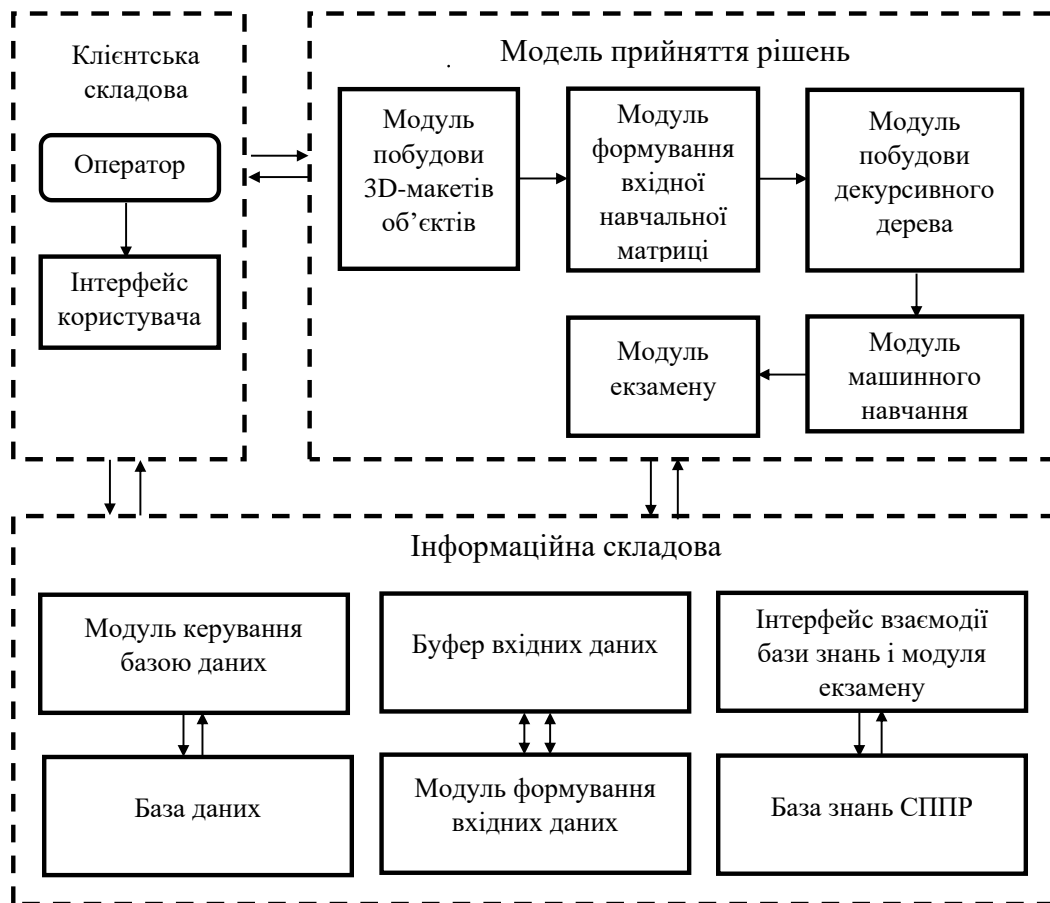 Клієнтська
складова
Оператор
Інтерфейс
користувача
Модель прийняття рішень
Модуль
побудови
3D-макетів
об’єктів
Модуль
формування
вхідної
навчальної
матриці
Модуль
побудови
декурсивного
дерева
Модуль
екзамену
Модуль
машинного
навчання
Інформаційна складова
Модуль керування
базою даних
Буфер вхідних даних
Інтерфейс взаємодії
бази знань і модуля
екзамену
База даних
Модуль формування
вхідних даних
База знань СППР